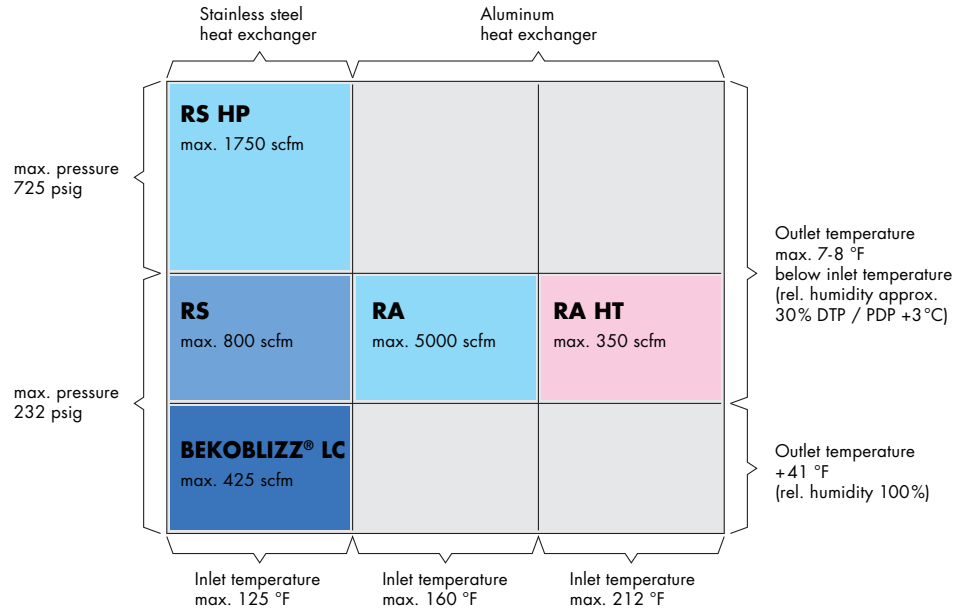 Stainless steel
heat exchanger
Aluminum
heat exchanger
max. pressure
725 psig
RS HP
max. 1750 scfm
Outlet temperature
max. 7-8 °F
below inlet temperature
(rel. humidity approx.
30% DTP / PDP +3°C)
RS
max. 800 scfm
RA
max. 5000 scfm
RA HT
max. 350 scfm
max. pressure
232 psig
BEKOBLIZZ® LC
max. 425 scfm
Outlet temperature
+41 °F
(rel. humidity 100%)
Inlet temperature
max. 125 °F
Inlet temperature
max. 160 °F
Inlet temperature
max. 212 °F